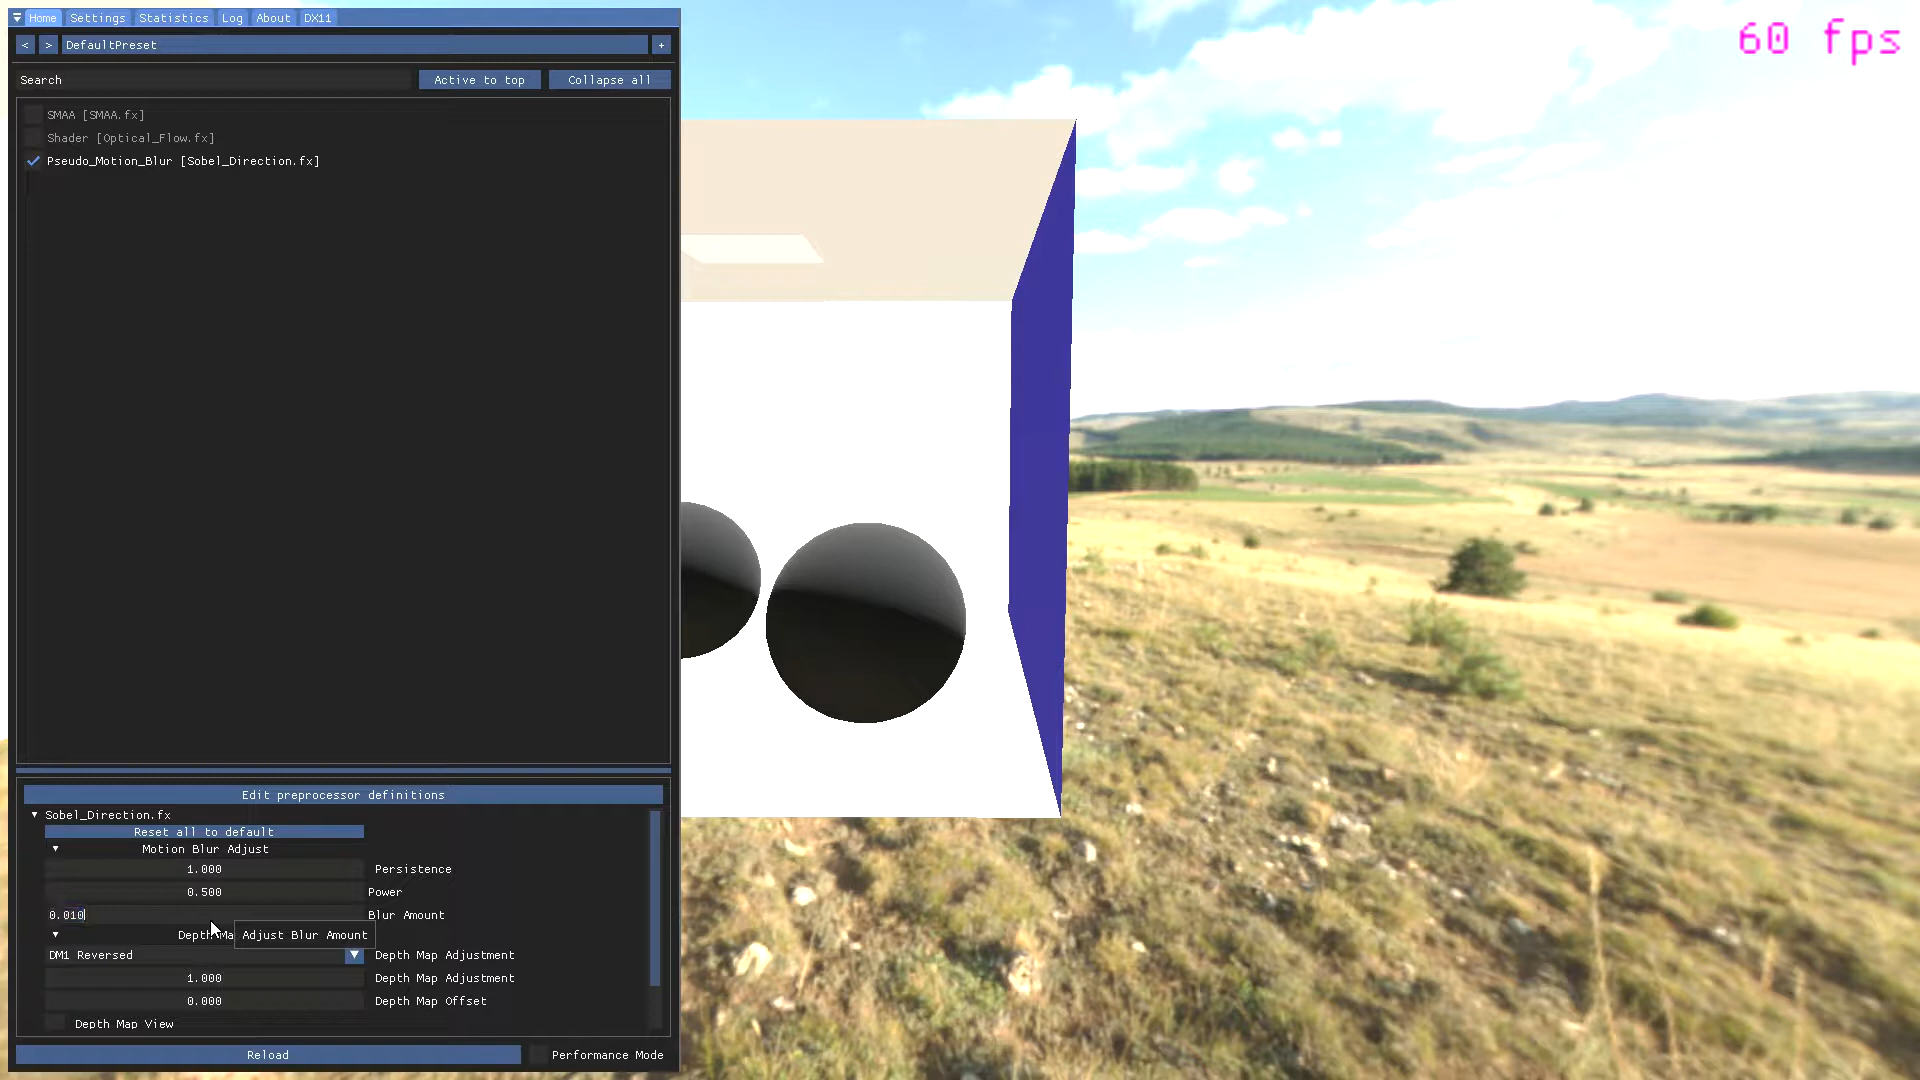 Home Settings Statistics Log About DX11
60 fps
< > DefaultPreset +
Search Active to top Collapse all
SMAA [SMAA.fx]
Shader [Optical_Flow.fx]
Pseudo_Motion_Blur [Sobel_Direction.fx]
Edit preprocessor definitions
Sobel_Direction.fx
Reset all to default
Motion Blur Adjust
1.000 Persistence
0.500 Power
0.010 Blur Amount
Depth Ma
Adjust Blur Amount
DM1 Reversed Depth Map Adjustment
1.000 Depth Map Adjustment
0.000 Depth Map Offset
Depth Map View
Reload Performance Mode